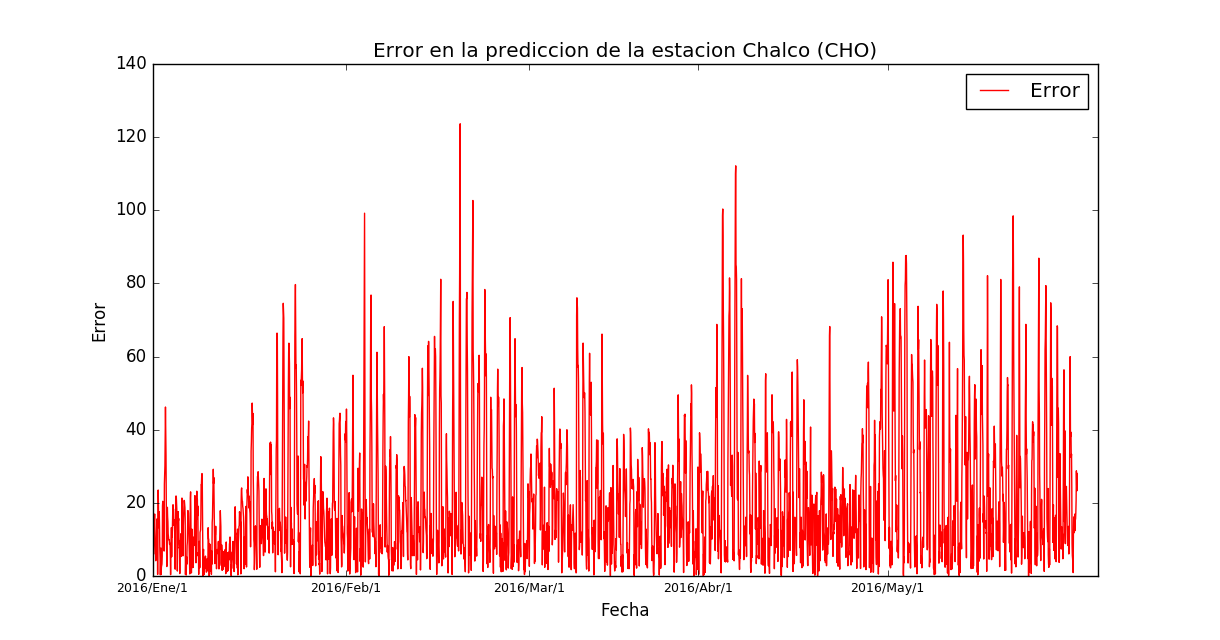 Error en la prediccion de la estacion Chalco (CHO)
140
120
100
80
60
40
20
0
Error
Error
2016/Ene/1 2016/Feb/1 2016/Mar/1 2016/Abr/1 2016/May/1
Fecha